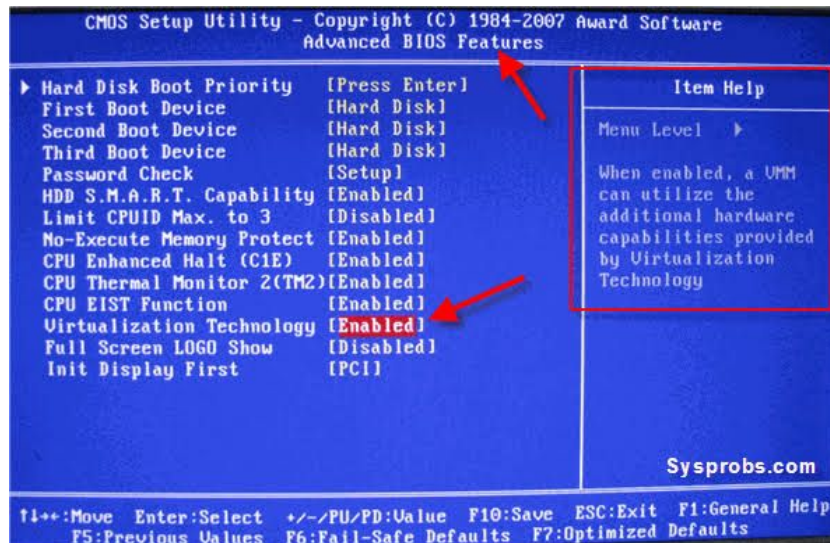 CMOS Setup Utility - Copyright (C) 1984-2007 Award Software
Advanced BIOS Features
Hard Disk Boot Priority [Press Enter]
First Boot Device [Hard Disk]
Second Boot Device [Hard Disk]
Third Boot Device [Hard Disk]
Password Check [Setup]
HDD S.M.A.R.T. Capability [Enabled]
Limit CPUID Max. to 3 [Disabled]
No-Execute Memory Protect [Enabled]
CPU Enhanced Halt (C1E) [Enabled]
CPU Thermal Monitor 2(TM2) [Enabled]
CPU EIST Function [Enabled]
Virtualization Technology [Enabled]
Full Screen LOGO Show [Disabled]
Init Display First [PCI]
Item Help
Menu Level
When enabled, a VMM
can utilize the
additional hardware
capabilities provided
by Virtualization
Technology
Sysprobs.com
↑↓→←:Move Enter:Select +/-/PU/PD:Value F10:Save ESC:Exit F1:General Help
F5:Previous Values F6:Fail-Safe Defaults F7:Optimized Defaults